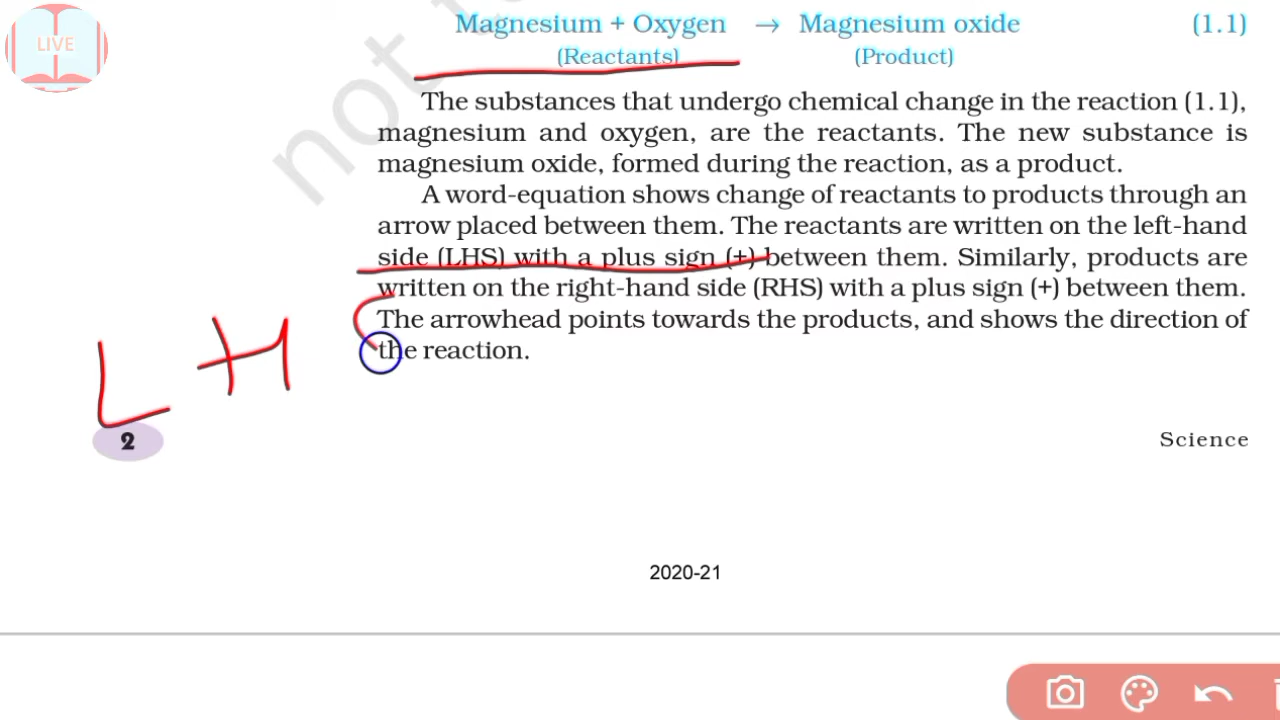 LIVE
Magnesium + Oxygen → Magnesium oxide (1.1)
(Reactants) (Product)
not
The substances that undergo chemical change in the reaction (1.1),
magnesium and oxygen, are the reactants. The new substance is
magnesium oxide, formed during the reaction, as a product.
A word-equation shows change of reactants to products through an
arrow placed between them. The reactants are written on the left-hand
side (LHS) with a plus sign (+) between them. Similarly, products are
written on the right-hand side (RHS) with a plus sign (+) between them.
The arrowhead points towards the products, and shows the direction of
the reaction.
L H
2
Science
2020-21